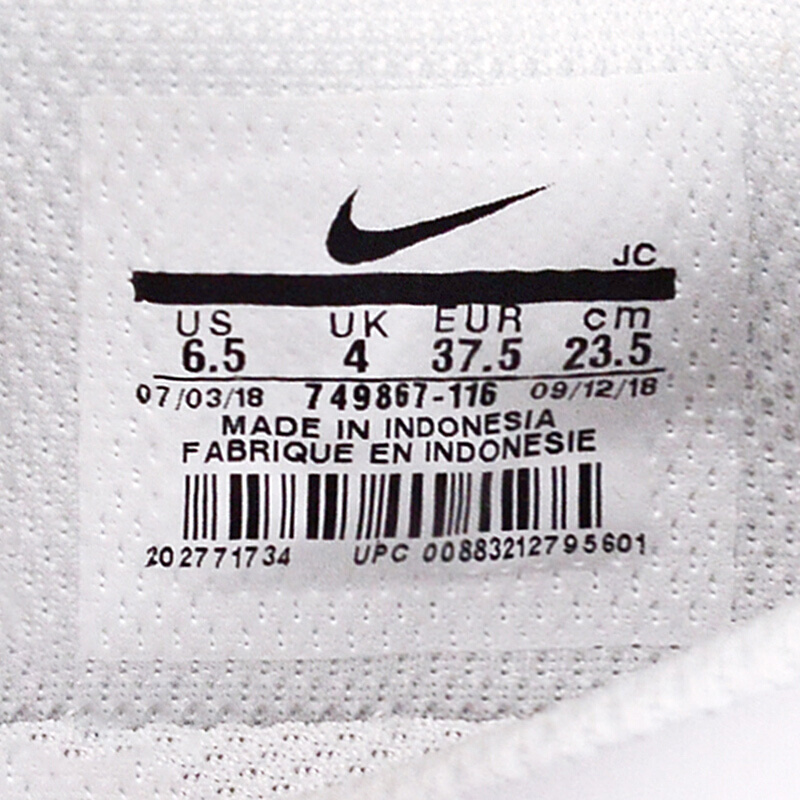 JC
US UK EUR cm
6.5 4 37.5 23.5
07/03/18 749867-116 09/12/18
MADE IN INDONESIA
FABRIQUE EN INDONESIE
202771734 UPC 00883212795601